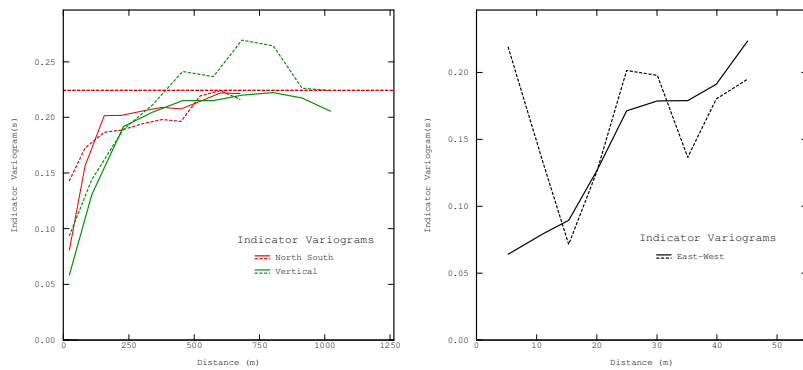 Indicator Variogram(s)
0.25
0.20
0.15
0.10
0.05
0.00
0
250
500
750
1000
1250
Distance (m)
Indicator Variograms
North South
Vertical
Indicator Variogram(s)
0.20
0.15
0.10
0.05
0.00
0
10
20
30
40
50
Distance (m)
Indicator Variograms
East-West